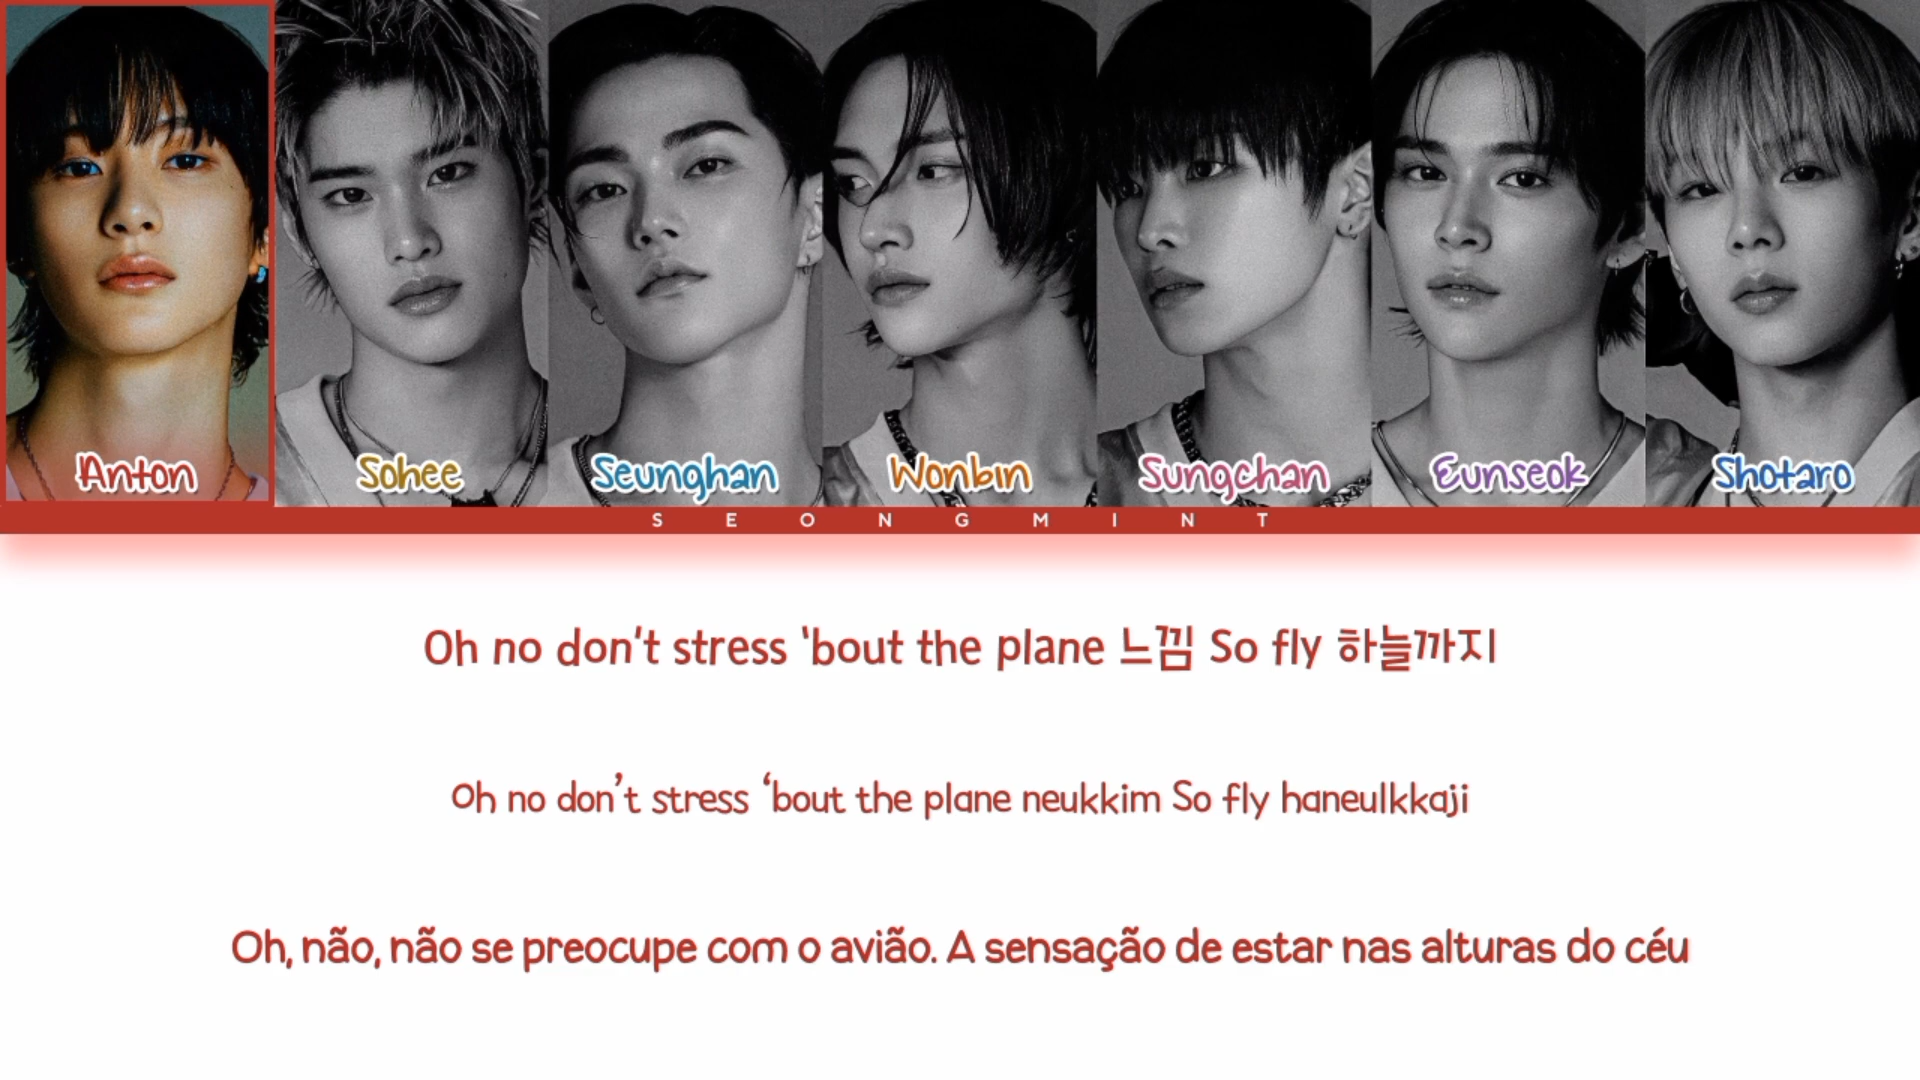 Anton Sohee Seunghan Wonbin Sungchan Eunseok Shotaro
SEONGMINT
Oh no don't stress 'bout the plane 느낌 So fly 하늘까지
Oh no don't stress 'bout the plane neukkim So fly haneulkkaji
Oh, não, não se preocupe com o avião. A sensação de estar nas alturas do céu